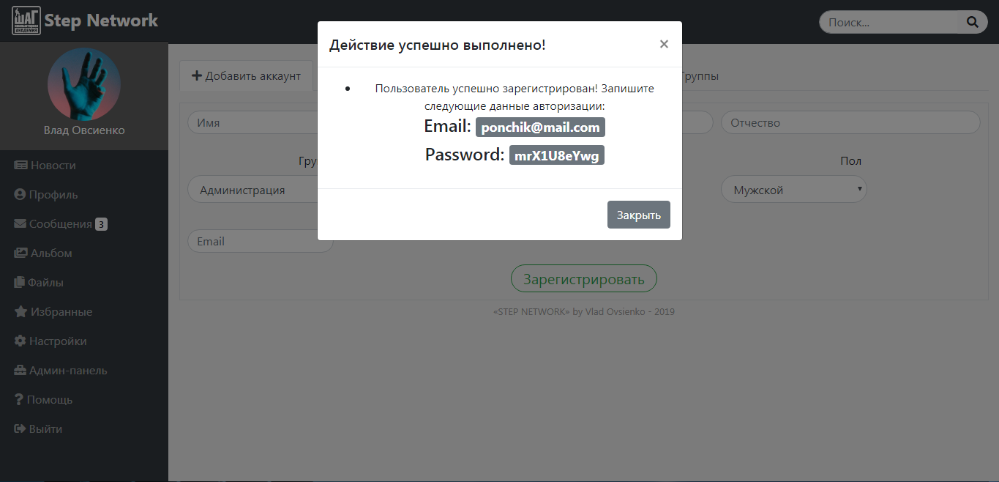 ШАГ
КОМПЬЮТЕРНАЯ
АКАДЕМИЯ
Step Network
Поиск...
Влад Овсиенко
Новости
Профиль
Сообщения 3
Альбом
Файлы
Избранные
Настройки
Админ-панель
Помощь
Выйти
Добавить аккаунт
Группы
Имя
Отчество
Гру
Пол
Администрация
Мужской
Email
Зарегистрировать
«STEP NETWORK» by Vlad Ovsienko - 2019
Действие успешно выполнено!
×
Пользователь успешно зарегистрирован! Запишите
следующие данные авторизации:
Email: ponchik@mail.com
Password: mrX1U8eYwg
Закрыть